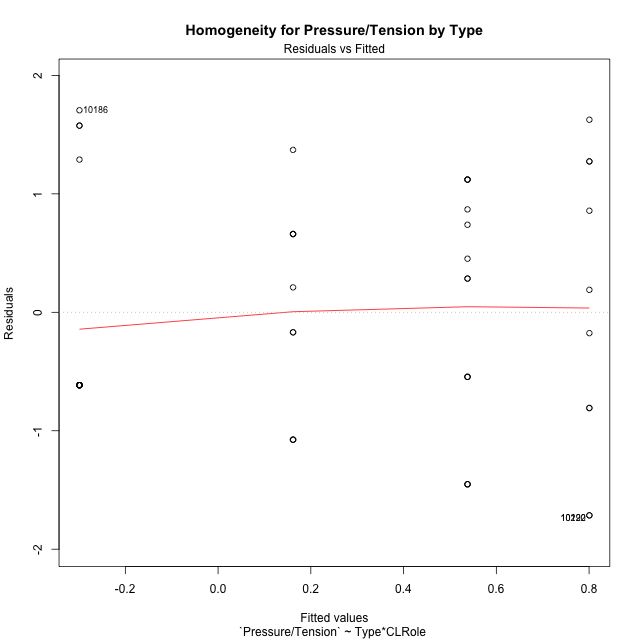 Homogeneity for Pressure/Tension by Type
Residuals vs Fitted
2
1
0
-1
-2
Residuals
10186
-0.2
0.0
0.2
0.4
0.6
0.8
Fitted values
`Pressure/Tension` ~ Type*CLRole